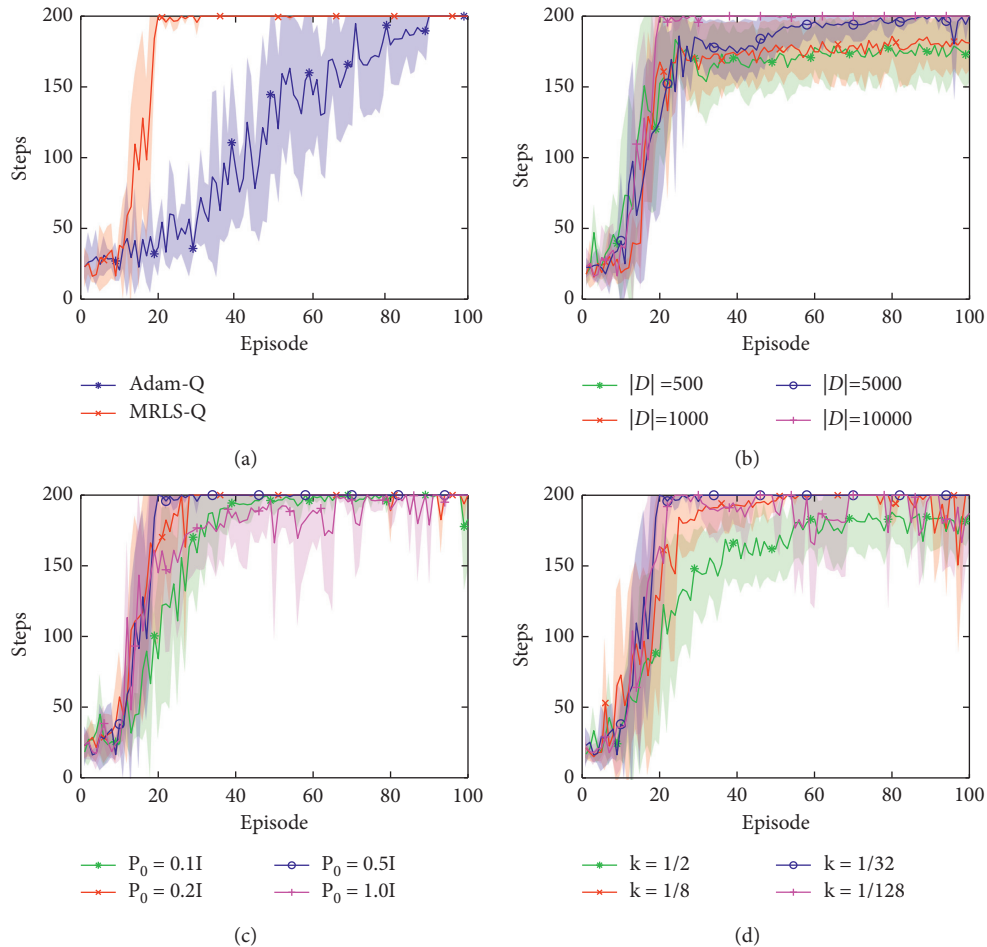 200
150
100
50
0
Steps
0 20 40 60 80 100
Episode
Adam-Q
MRLS-Q
(a)
200
150
100
50
0
Steps
0 20 40 60 80 100
Episode
|D| =500
|D|=5000
|D|=1000
|D|=10000
(b)
200
150
100
50
0
Steps
0 20 40 60 80 100
Episode
P₀ = 0.1I
P₀ = 0.5I
P₀ = 0.2I
P₀ = 1.0I
(c)
200
150
100
50
0
Steps
0 20 40 60 80 100
Episode
k = 1/2
k = 1/32
k = 1/8
k = 1/128
(d)